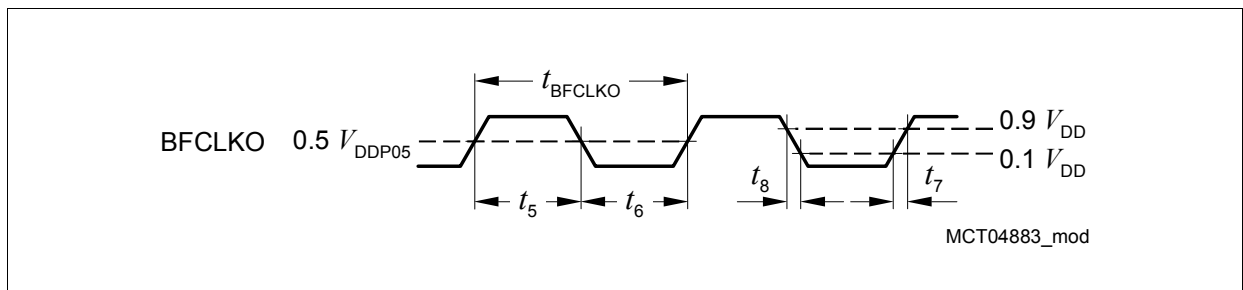 tBFCLKO
BFCLKO 0.5 VDDP05
0.9 VDD
0.1 VDD
t5 t6 t8 t7
MCT04883_mod